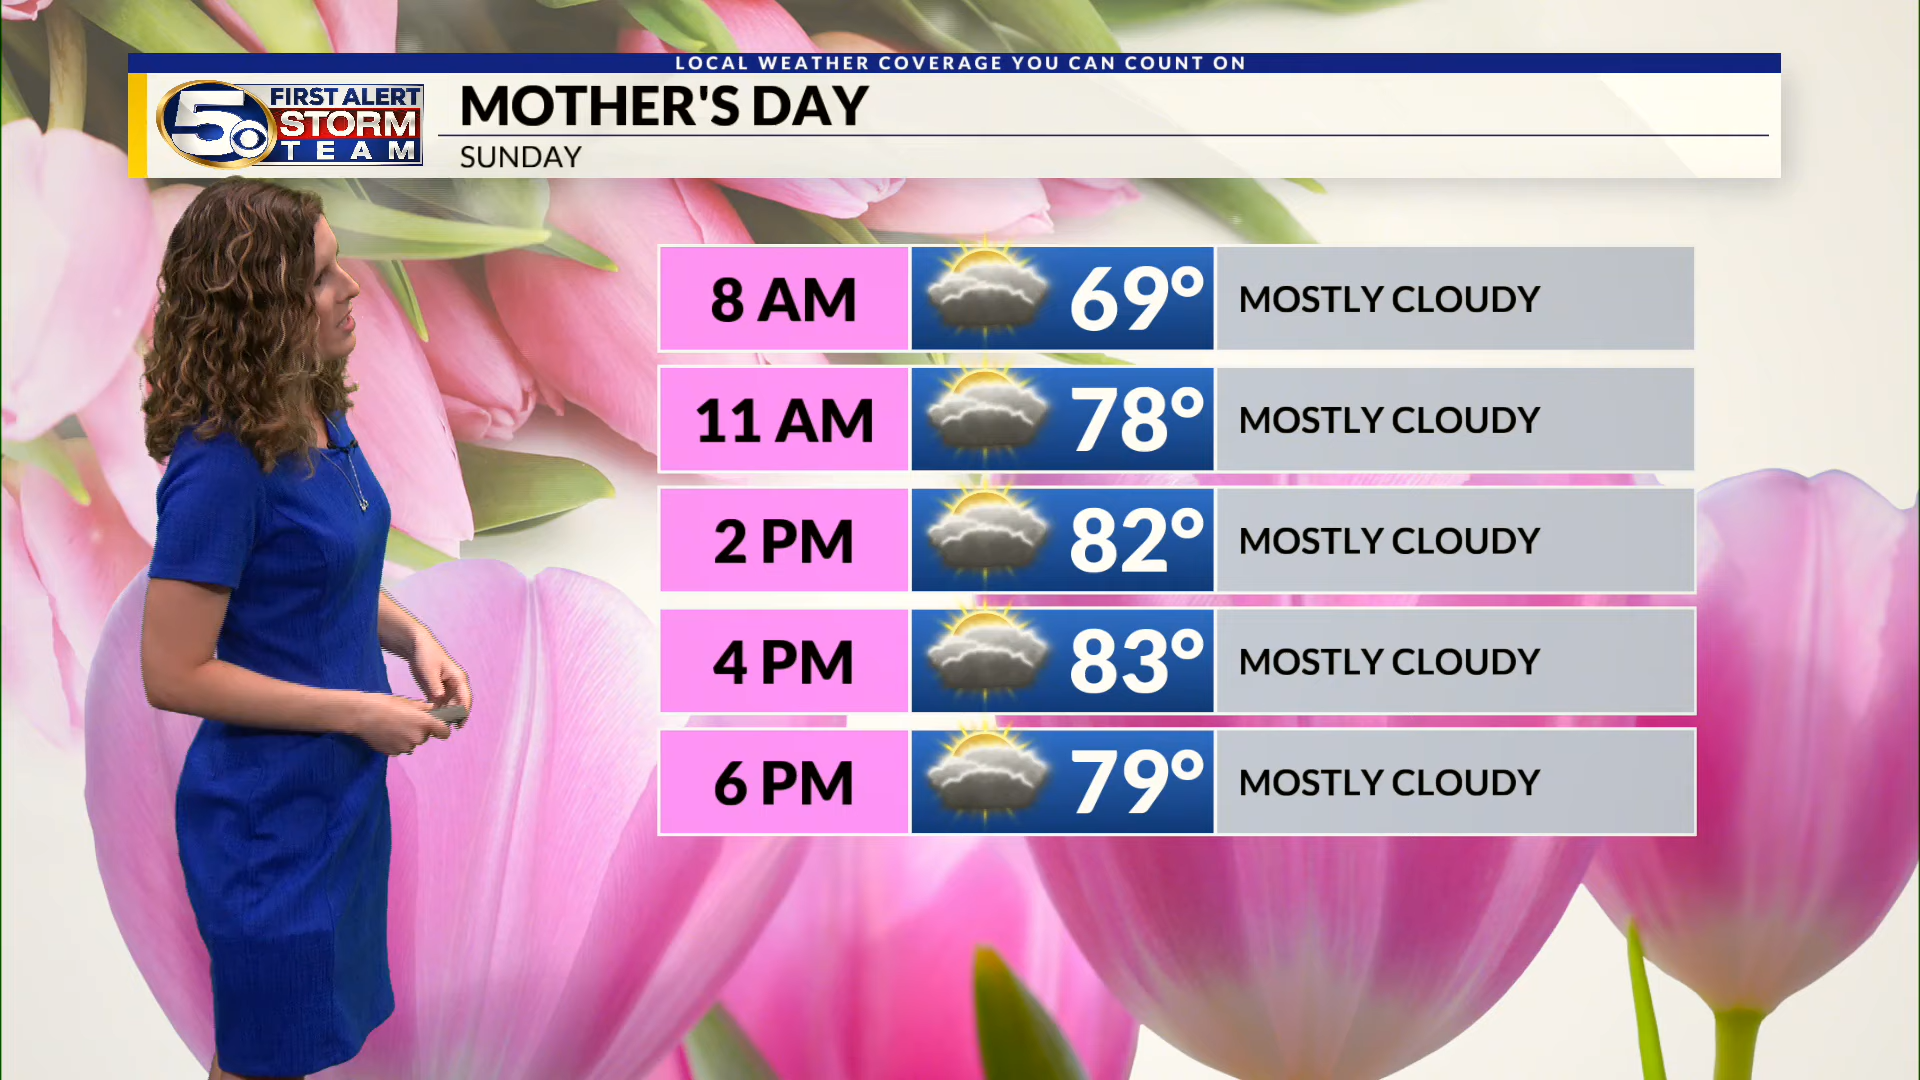 LOCAL WEATHER COVERAGE YOU CAN COUNT ON
5 FIRST ALERT
STORM
TEAM
MOTHER'S DAY
SUNDAY
8 AM 69° MOSTLY CLOUDY
11 AM 78° MOSTLY CLOUDY
2 PM 82° MOSTLY CLOUDY
4 PM 83° MOSTLY CLOUDY
6 PM 79° MOSTLY CLOUDY